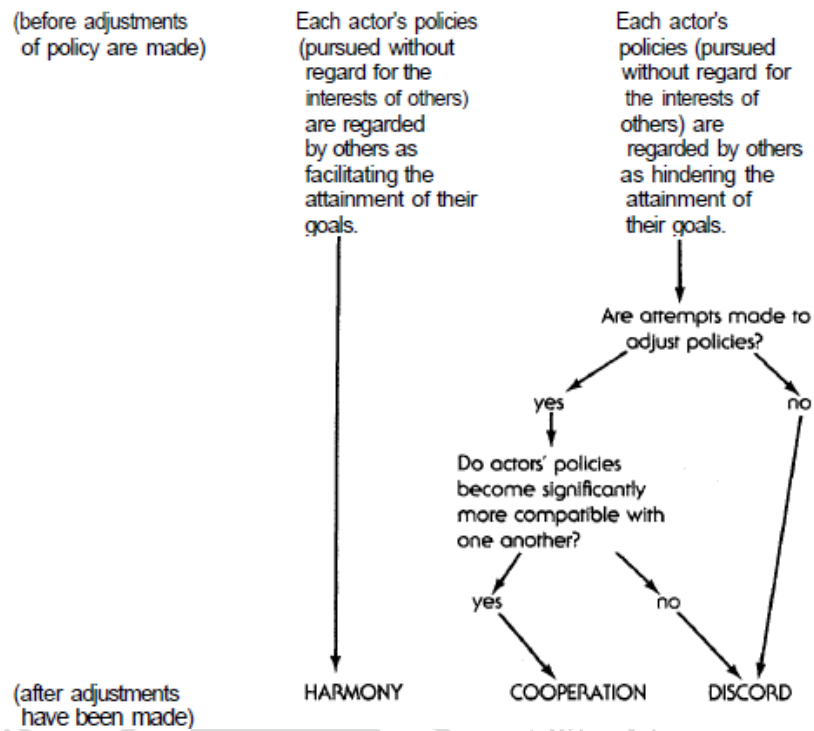 (before adjustments
of policy are made)
Each actor's policies
(pursued without
regard for the
interests of others)
are regarded
by others as
facilitating the
attainment of their
goals.
Each actor's
policies (pursued
without regard for
the interests of
others) are
regarded by others
as hindering the
attainment of
their goals.
Are attempts made to
adjust policies?
yes
no
Do actors' policies
become significantly
more compatible with
one another?
yes
no
(after adjustments
have been made)
HARMONY
COOPERATION
DISCORD